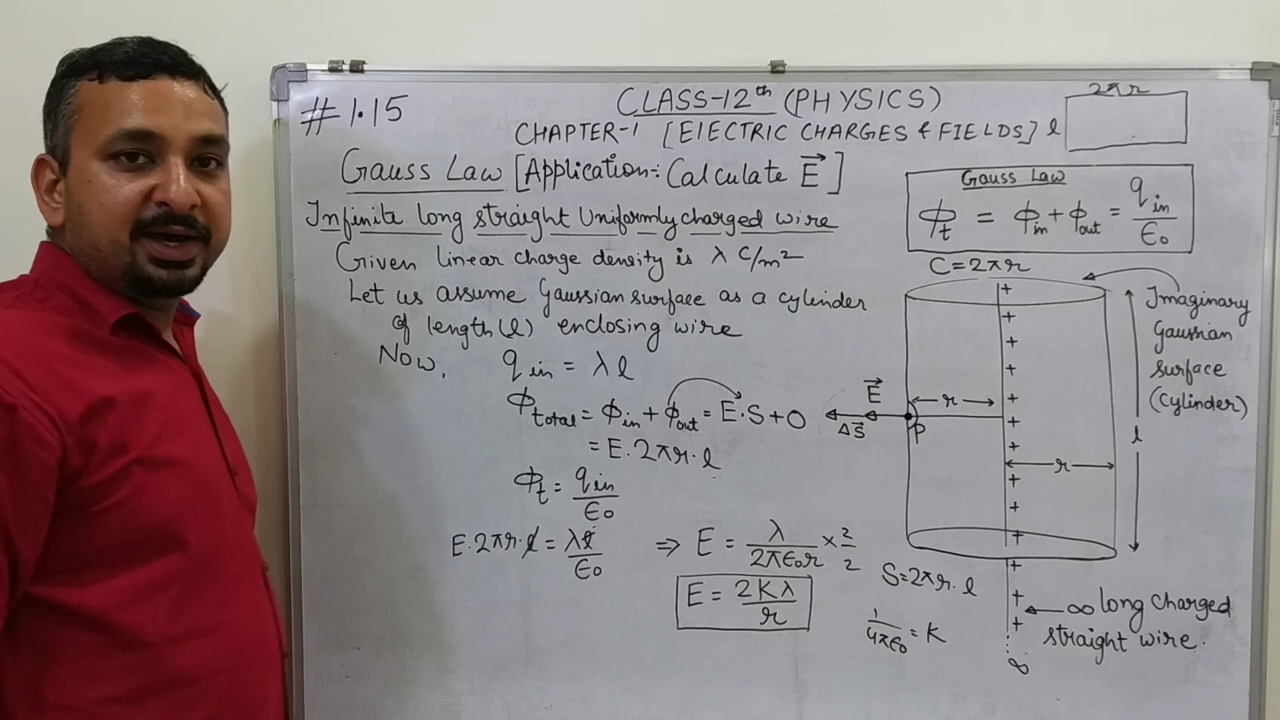 #1.15
CLASS-12th (PHYSICS)
CHAPTER-1 [ElECTRIC CHARGES & FIELDS]
2πr
l
Gauss Law [Application:- Calculate E⃗]
Infinite long straight Uniformly charged wire
Given linear charge density is λ C/m²
Let us assume Gaussian surface as a cylinder
of length(l) enclosing wire
Now, q in = λl
ϕtotal = ϕin + ϕout = E·S + 0
= E·2πr·l
ϕt = qin/ϵ0
E·2πr·l = λl/ϵ0 ⇒ E = λ/2πϵ0r × 2/2
E = 2Kλ/r
Gauss Law
ϕt = ϕin + ϕout = q in/ϵ0
C=2πr
Imaginary
Gaussian
surface
(cylinder)
+
+
+
+
+
+
+
+
+
+
+
+
+
E⃗
ΔS⃗
P
r
r
l
S=2πr·l
1/4πϵ0 = K
∞ long charged
straight wire.
∞